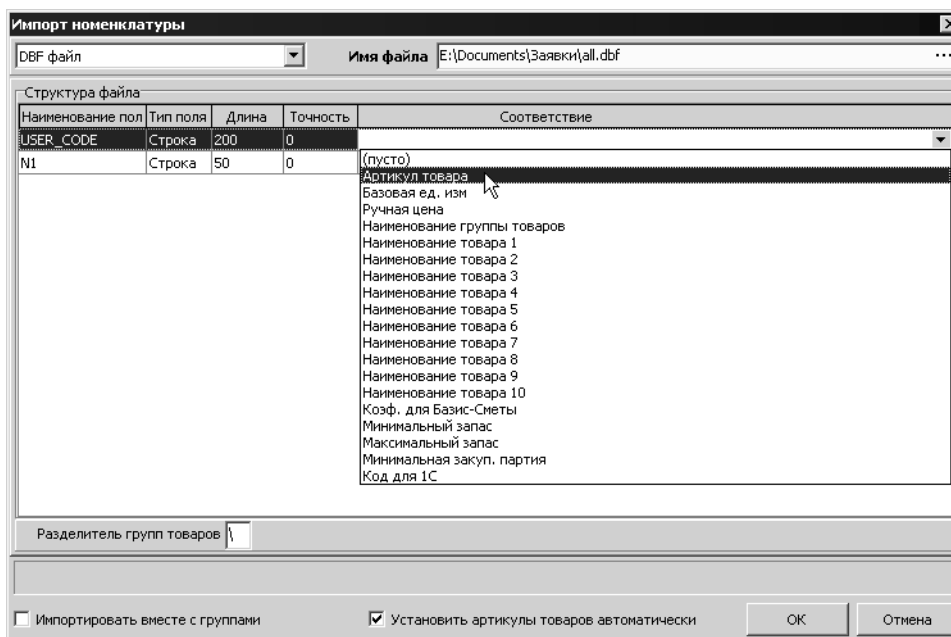 Импорт номенклатуры
DBF файл Имя файла E:\Documents\Заявки\all.dbf ...
Структура файла
Наименование пол Тип поля Длина Точность Соответствие
USER_CODE Строка 200 0
N1 Строка 50 0
(пусто)
Артикул товара
Базовая ед. изм
Ручная цена
Наименование группы товаров
Наименование товара 1
Наименование товара 2
Наименование товара 3
Наименование товара 4
Наименование товара 5
Наименование товара 6
Наименование товара 7
Наименование товара 8
Наименование товара 9
Наименование товара 10
Коэф. для Базис-Сметы
Минимальный запас
Максимальный запас
Минимальная закуп. партия
Код для 1С
Разделитель групп товаров \
Импортировать вместе с группами Установить артикулы товаров автоматически ОК Отмена